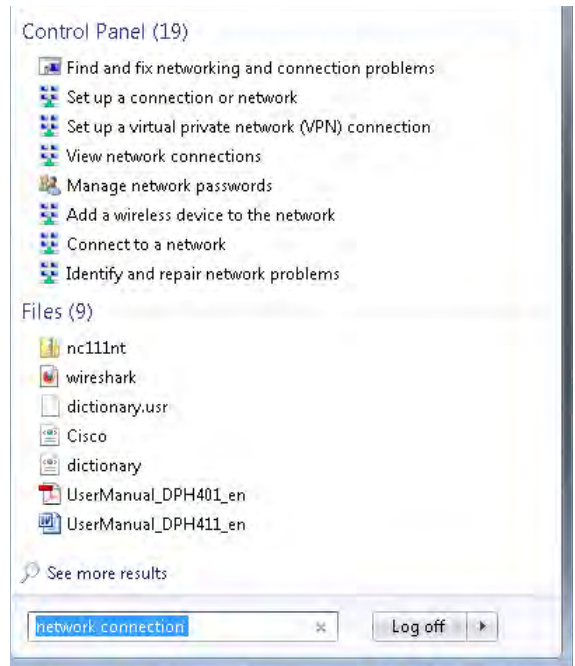 Control Panel (19)
Find and fix networking and connection problems
Set up a connection or network
Set up a virtual private network (VPN) connection
View network connections
Manage network passwords
Add a wireless device to the network
Connect to a network
Identify and repair network problems
Files (9)
nc111nt
wireshark
dictionary.usr
Cisco
dictionary
UserManual_DPH401_en
UserManual_DPH411_en
See more results
network connection
Log off